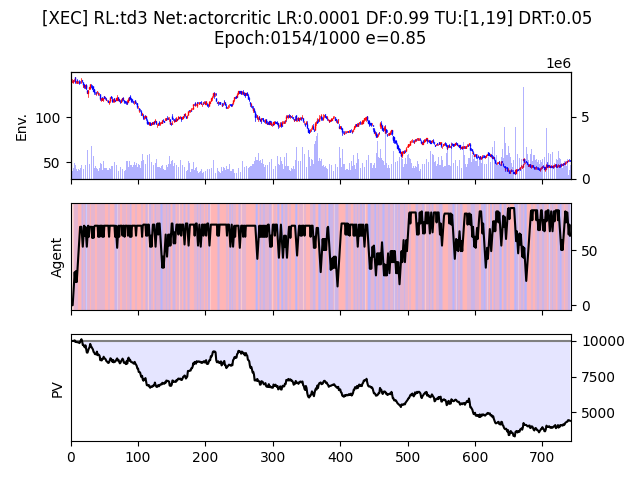 [XEC] RL:td3 Net:actorcritic LR:0.0001 DF:0.99 TU:[1,19] DRT:0.05
Epoch:0154/1000 e=0.85
1e6
Env.
100
50
5
0
Agent
50
0
PV
10000
7500
5000
0 100 200 300 400 500 600 700